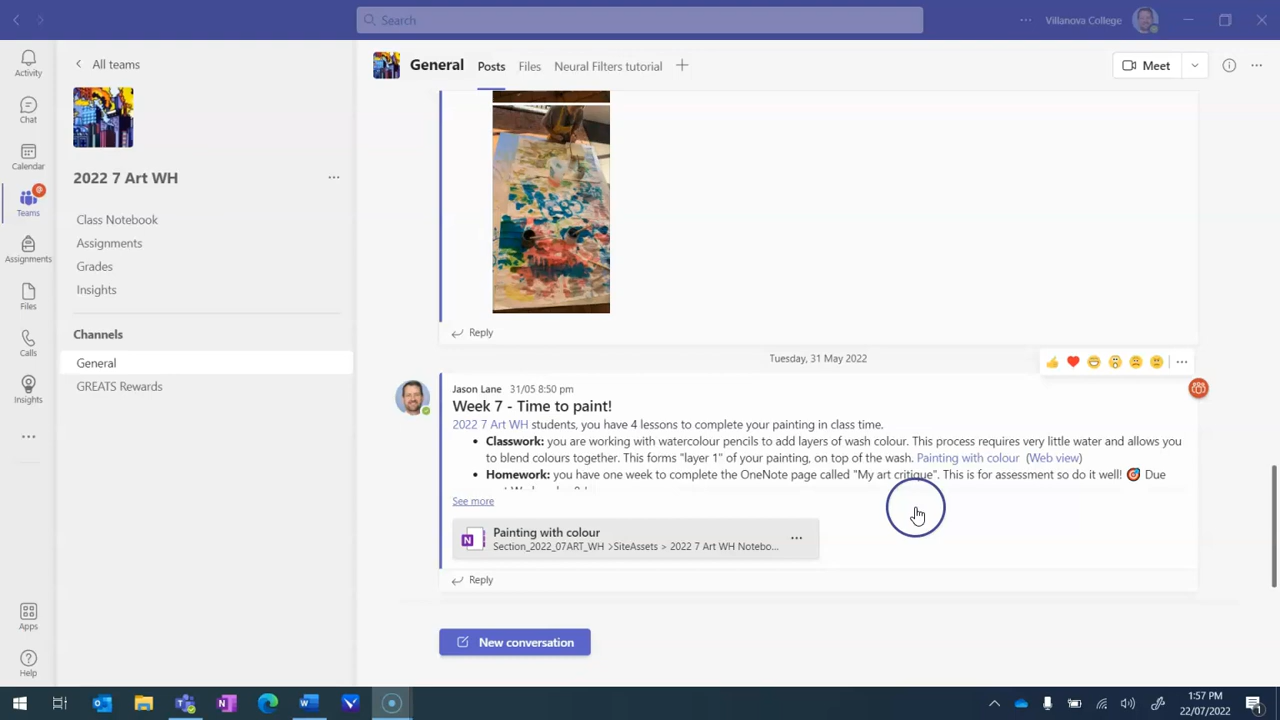 Search
Villanova College
Activity
Chat
Calendar
Teams
Assignments
Files
Calls
Insights
Apps
Help
All teams
2022 7 Art WH
Class Notebook
Assignments
Grades
Insights
Channels
General
GREATS Rewards
General Posts Files Neural Filters tutorial
Meet
Reply
Tuesday, 31 May 2022
Jason Lane 31/05 8:50 pm
Week 7 - Time to paint!
2022 7 Art WH students, you have 4 lessons to complete your painting in class time.
Classwork: you are working with watercolour pencils to add layers of wash colour. This process requires very little water and allows you
to blend colours together. This forms "layer 1" of your painting, on top of the wash. Painting with colour (Web view)
Homework: you have one week to complete the OneNote page called "My art critique". This is for assessment so do it well! 🎯 Due
See more
Painting with colour
Section_2022_07ART_WH >SiteAssets > 2022 7 Art WH Notebo...
Reply
New conversation
1:57 PM
22/07/2022